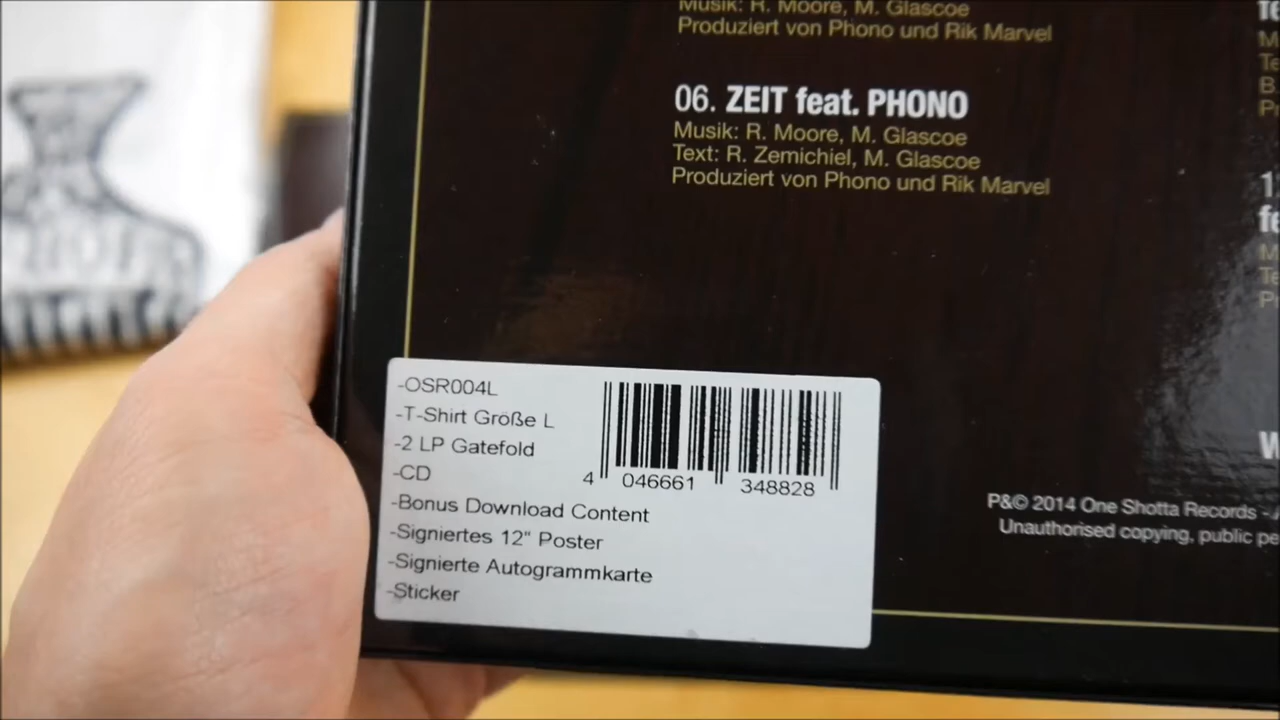 Musik: R. Moore, M. Glascoe
Produziert von Phono und Rik Marvel
06. ZEIT feat. PHONO
Musik: R. Moore, M. Glascoe
Text: R. Zemichiel, M. Glascoe
Produziert von Phono und Rik Marvel
-OSR004L
-T-Shirt Größe L
-2 LP Gatefold
-CD
-Bonus Download Content
-Signiertes 12" Poster
-Signierte Autogrammkarte
-Sticker
4 046661 348828
P&© 2014 One Shotta Records -
Unauthorised copying, public